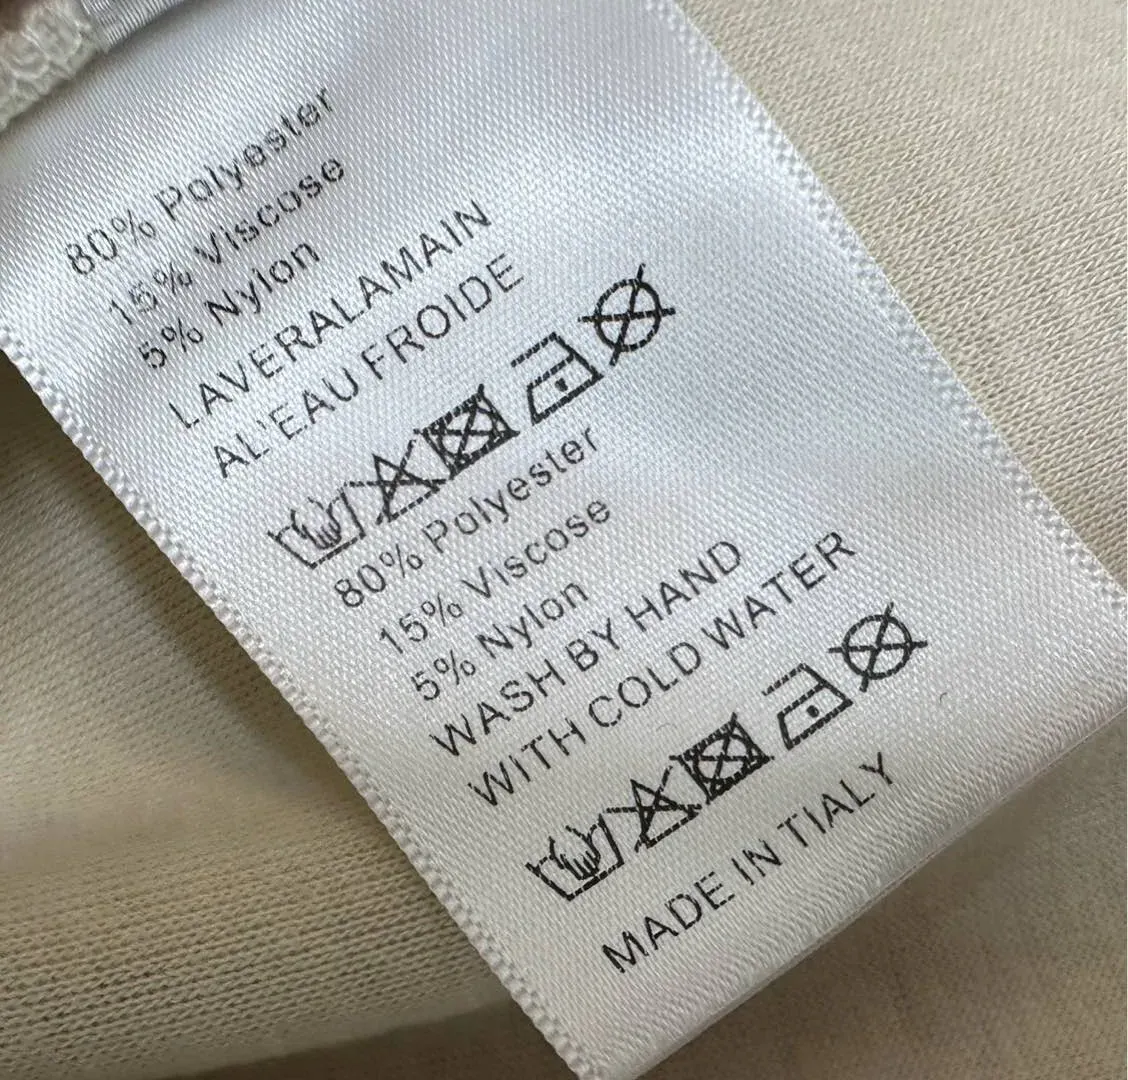 80% Polyester
15% Viscose
5% Nylon
LAVERALAMAIN
AL'EAU FROIDE
80% Polyester
15% Viscose
5% Nylon
WASH BY HAND
WITH COLD WATER
MADE IN TIALY